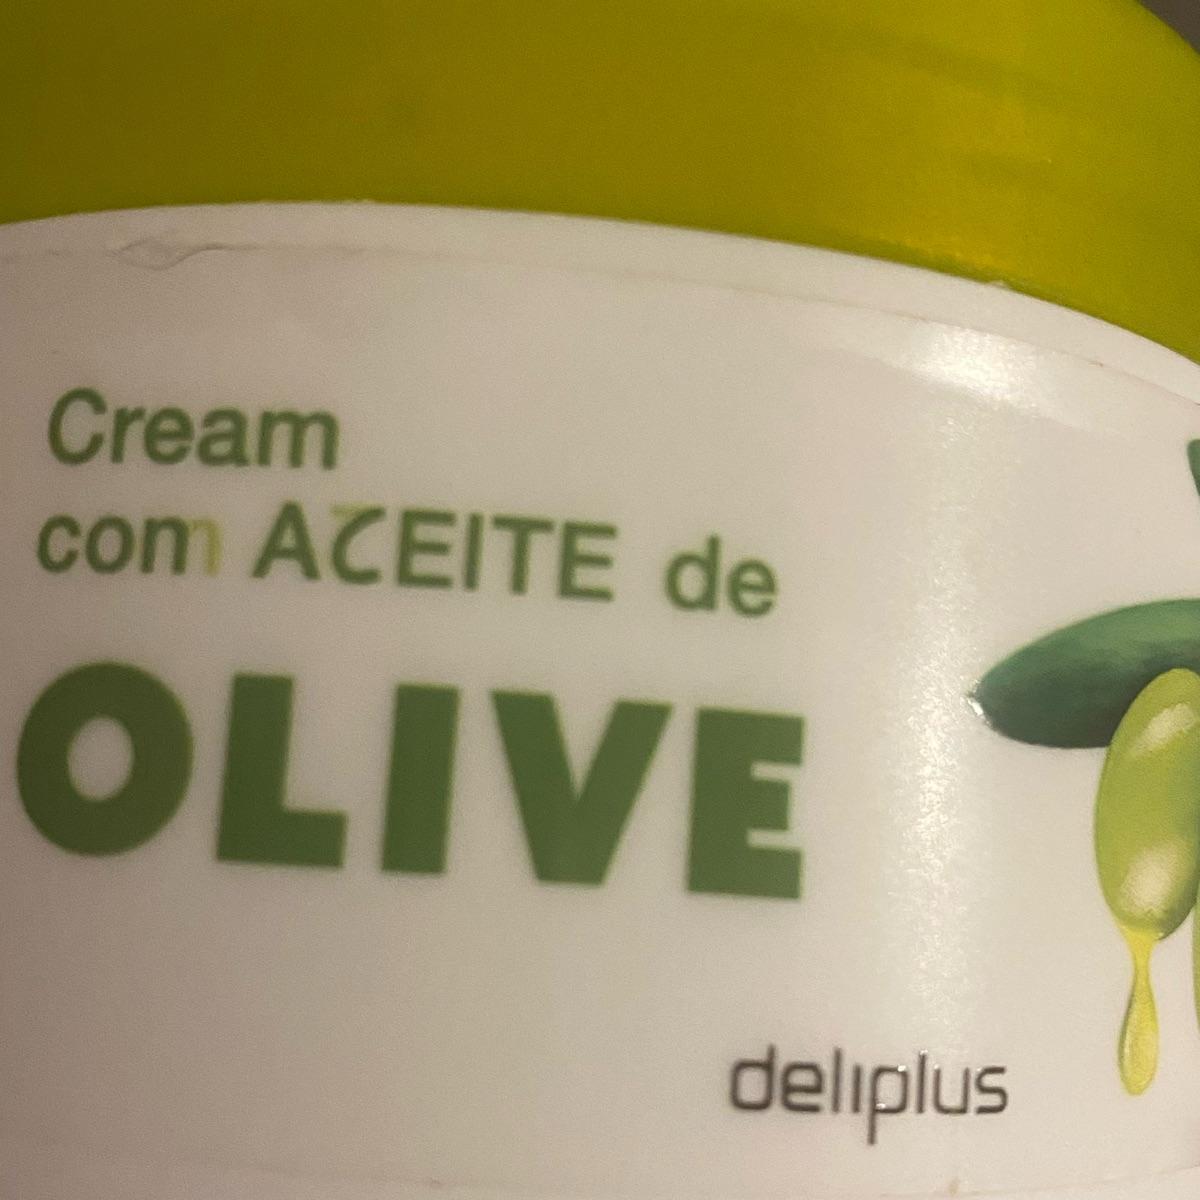 Cream
com ACEITE de
OLIVE
deliplus